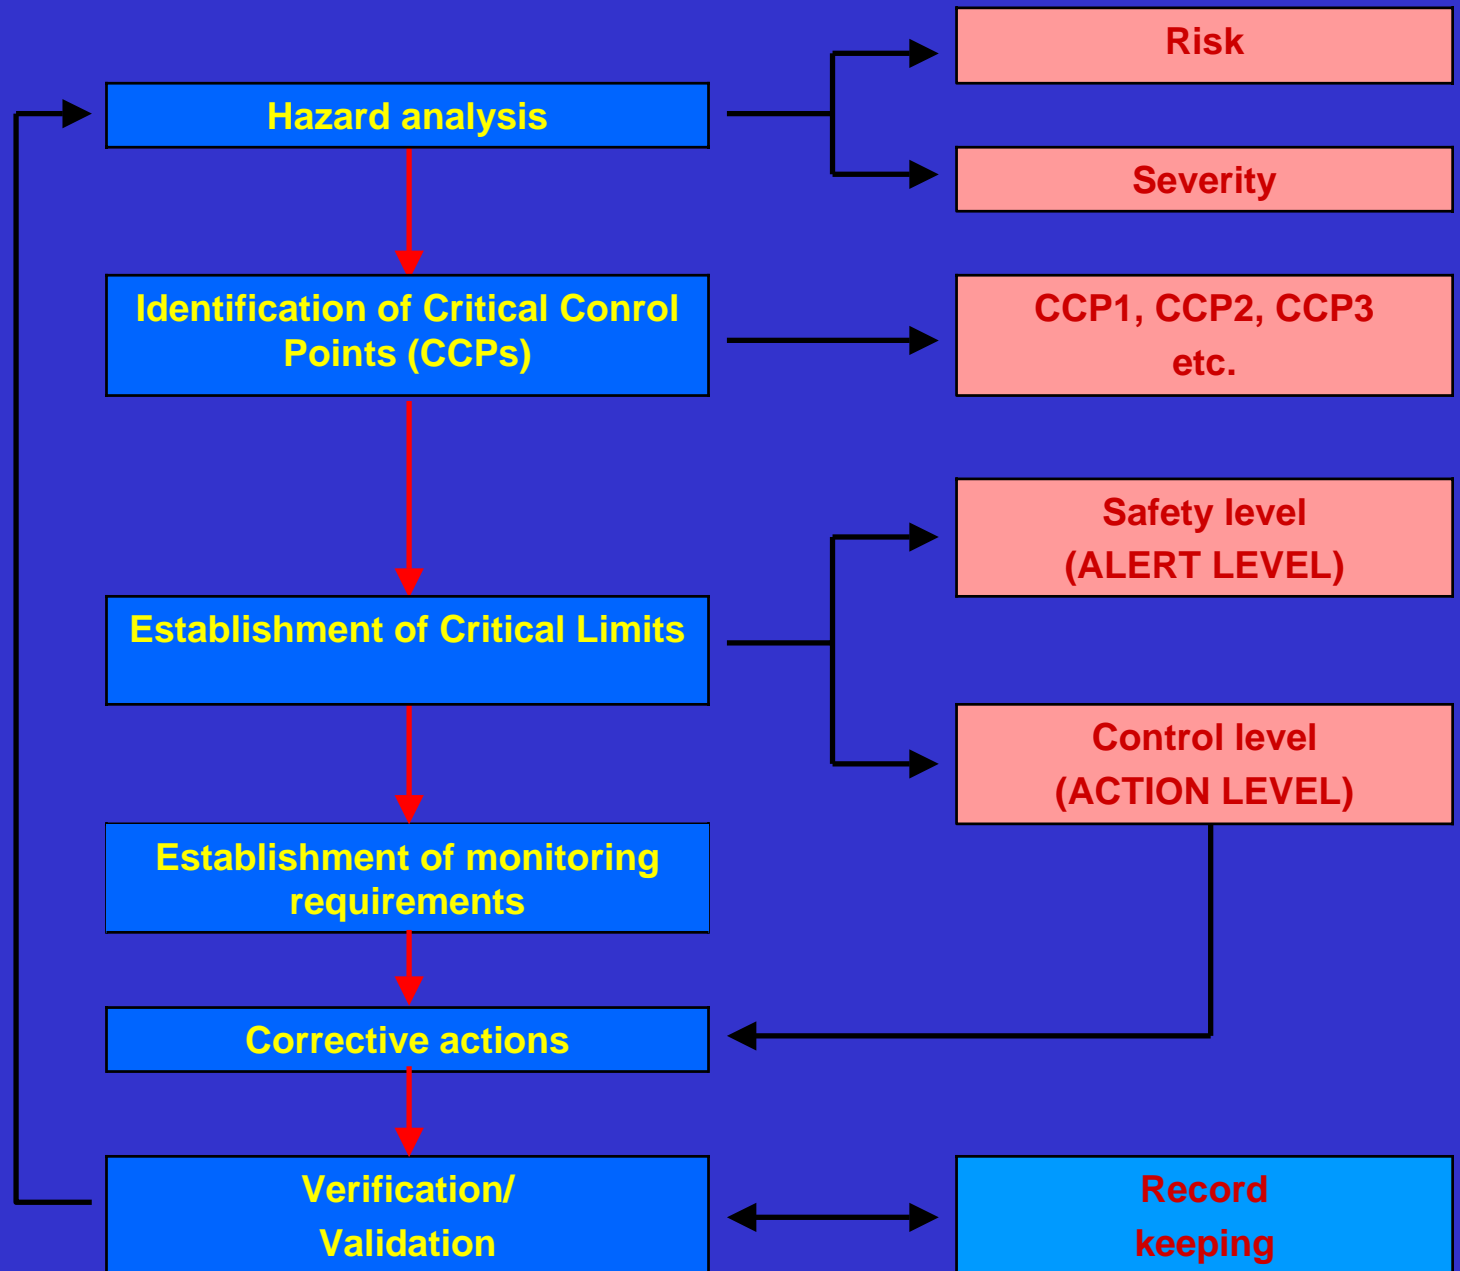 Risk
Hazard analysis
Severity
Identification of Critical Conrol
Points (CCPs)
CCP1, CCP2, CCP3
etc.
Safety level
(ALERT LEVEL)
Establishment of Critical Limits
Control level
(ACTION LEVEL)
Establishment of monitoring
requirements
Corrective actions
Verification/
Validation
Record
keeping